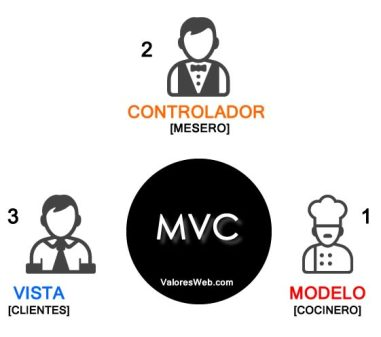 2
CONTROLADOR
[MESERO]
3
MVC
1
ValoresWeb.com
VISTA
[CLIENTES]
MODELO
[COCINERO]